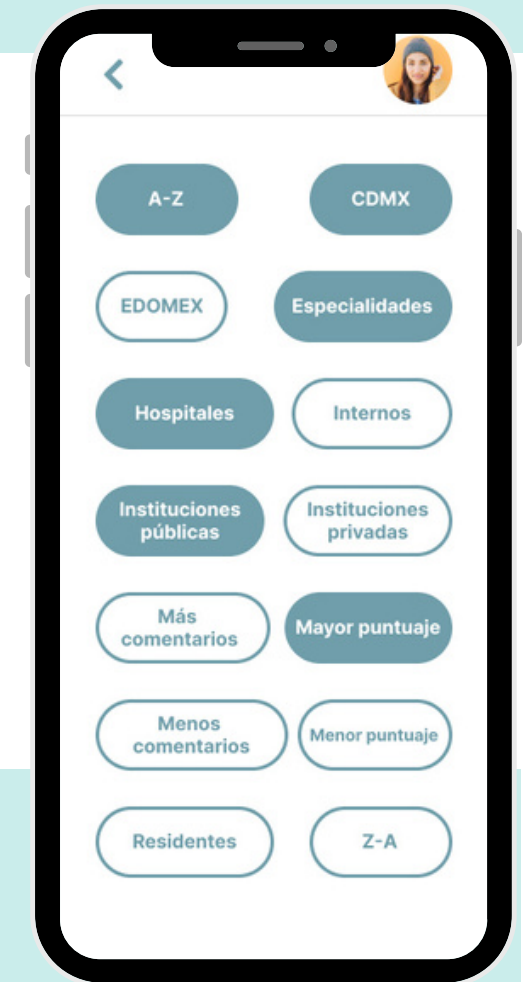 A-Z
CDMX
EDOMEX
Especialidades
Hospitales
Internos
Instituciones
públicas
Instituciones
privadas
Más
comentarios
Mayor puntuaje
Menos
comentarios
Menor puntuaje
Residentes
Z-A